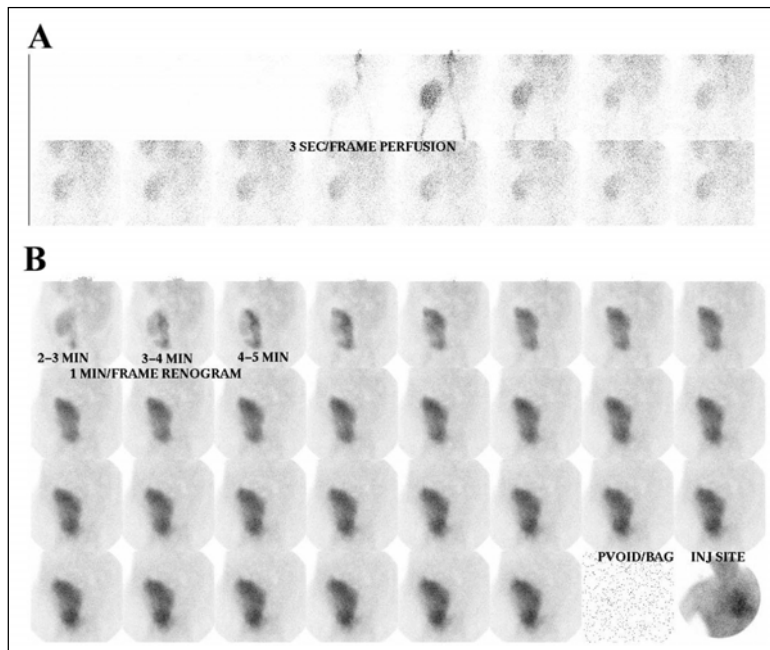 A
3 SEC/FRAME PERFUSION
B
2–3 MIN
3–4 MIN
4–5 MIN
1 MIN/FRAME RENOGRAM
PVOID/BAG
INJ SITE